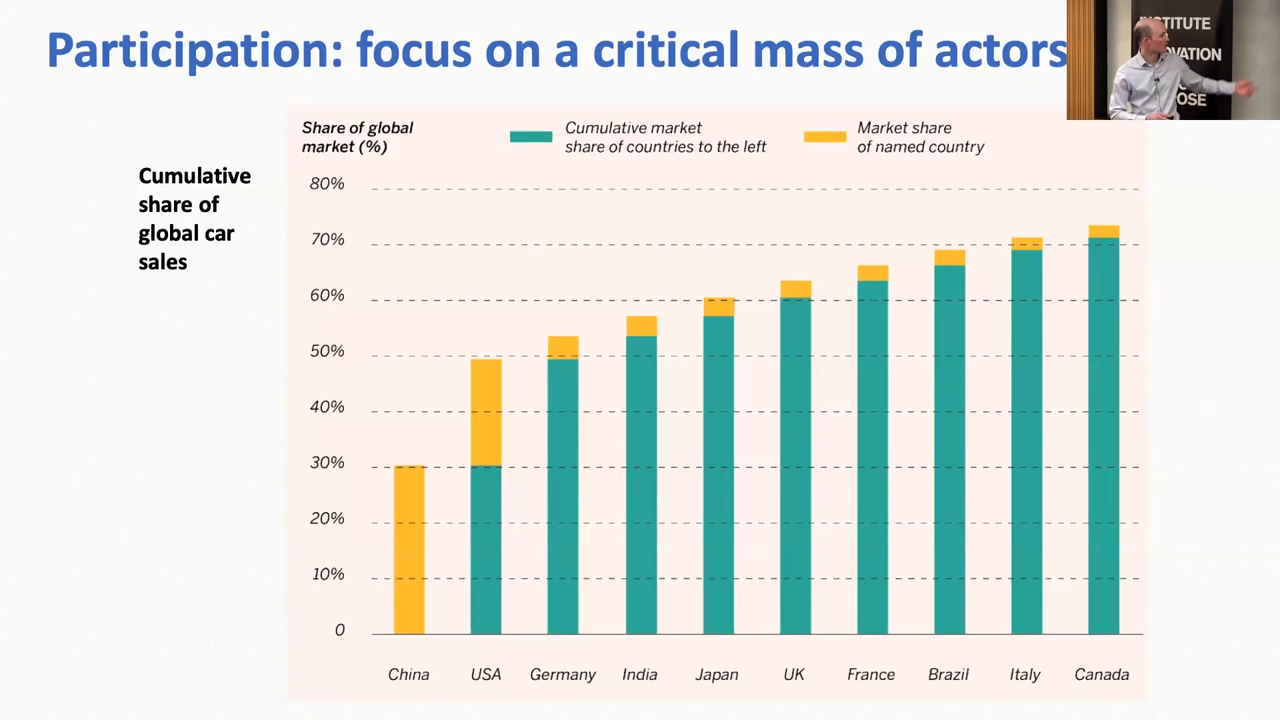 Participation: focus on a critical mass of actors
INSTITUTE
OSE
Cumulative
share of
global car
sales
Share of global
market (%)
Cumulative market
share of countries to the left
Market share
of named country
80%
70%
60%
50%
40%
30%
20%
10%
0
China USA Germany India Japan UK France Brazil Italy Canada